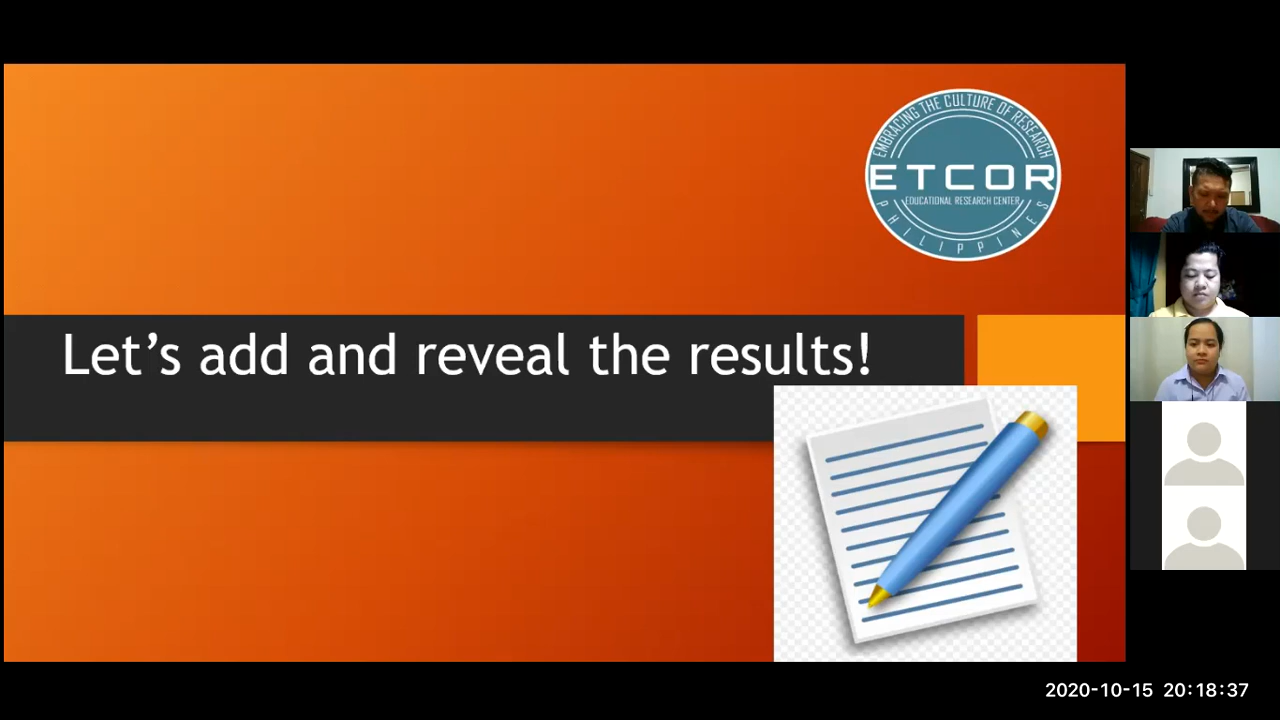 EMBRACING THE CULTURE OF RESEARCH
ETCOR
EDUCATIONAL RESEARCH CENTER
PHILIPPINES
Let’s add and reveal the results!
2020-10-15 20:18:37